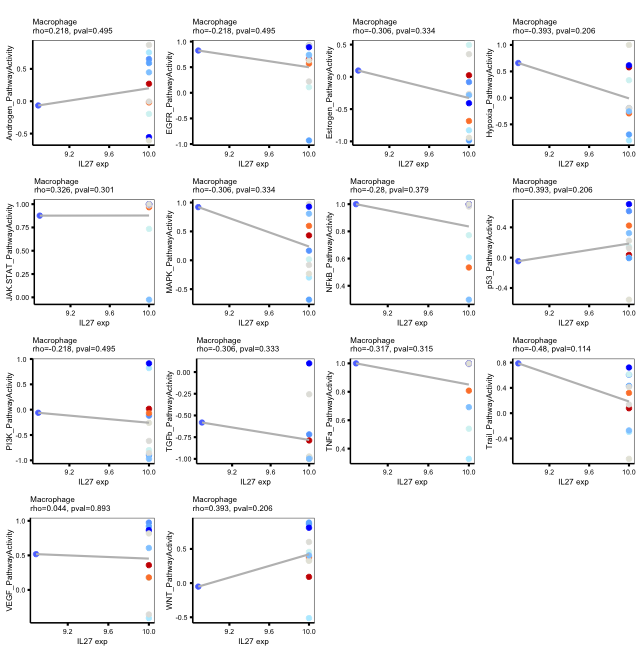 Macrophage
rho=0.218, pval=0.495
Androgen_PathwayActivity
0.5
0.0
-0.5
9.2
9.6
10.0
IL27 exp
Macrophage
rho=-0.218, pval=0.495
EGFR_PathwayActivity
1.0
0.5
0.0
-0.5
-1.0
9.2
9.6
10.0
IL27 exp
Macrophage
rho=-0.306, pval=0.334
Estrogen_PathwayActivity
0.5
0.0
-0.5
-1.0
9.2
9.6
10.0
IL27 exp
Macrophage
rho=-0.393, pval=0.206
Hypoxia_PathwayActivity
1.0
0.5
0.0
-0.5
9.2
9.6
10.0
IL27 exp
Macrophage
rho=0.326, pval=0.301
JAK-STAT_PathwayActivity
1.00
0.75
0.50
0.25
0.00
9.2
9.6
10.0
IL27 exp
Macrophage
rho=-0.306, pval=0.334
MAPK_PathwayActivity
1.0
0.5
0.0
-0.5
9.2
9.6
10.0
IL27 exp
Macrophage
rho=-0.28, pval=0.379
NFkB_PathwayActivity
1.0
0.8
0.6
0.4
9.2
9.6
10.0
IL27 exp
Macrophage
rho=0.393, pval=0.206
p53_PathwayActivity
0.4
0.0
-0.4
9.2
9.6
10.0
IL27 exp
Macrophage
rho=-0.218, pval=0.495
PI3K_PathwayActivity
1.0
0.5
0.0
-0.5
-1.0
9.2
9.6
10.0
IL27 exp
Macrophage
rho=-0.306, pval=0.333
TGFb_PathwayActivity
0.00
-0.25
-0.50
-0.75
-1.00
9.2
9.6
10.0
IL27 exp
Macrophage
rho=-0.317, pval=0.315
TNFa_PathwayActivity
1.0
0.8
0.6
0.4
9.2
9.6
10.0
IL27 exp
Macrophage
rho=-0.48, pval=0.114
Trail_PathwayActivity
0.8
0.4
0.0
-0.4
9.2
9.6
10.0
IL27 exp
Macrophage
rho=0.044, pval=0.893
VEGF_PathwayActivity
1.0
0.5
0.0
9.2
9.6
10.0
IL27 exp
Macrophage
rho=0.393, pval=0.206
WNT_PathwayActivity
0.5
0.0
-0.5
9.2
9.6
10.0
IL27 exp